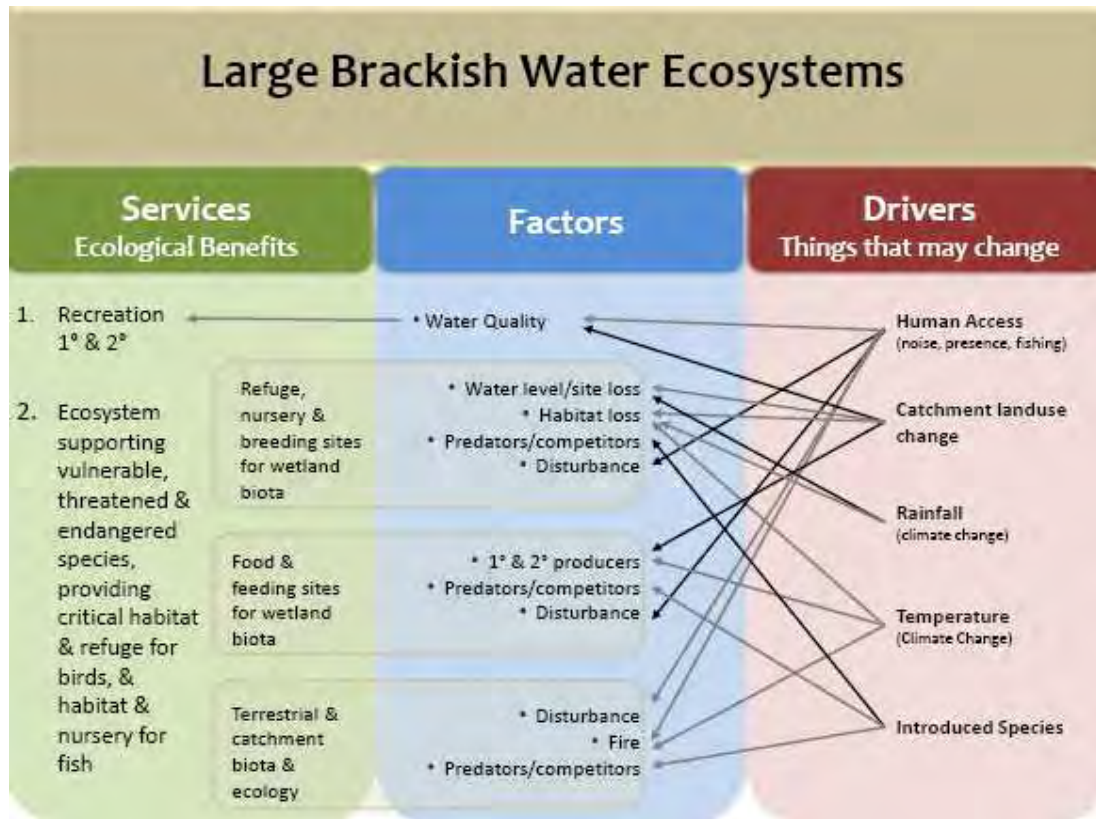 Large Brackish Water Ecosystems
Services
Ecological Benefits
Factors
Drivers
Things that may change
1. Recreation
1° & 2°
2. Ecosystem
supporting
vulnerable,
threatened &
endangered
species,
providing
critical habitat
& refuge for
birds, &
habitat &
nursery for
fish
• Water Quality
Refuge,
nursery &
breeding sites
for wetland
biota
• Water level/site loss
• Habitat loss
• Predators/competitors
• Disturbance
Food &
feeding sites
for wetland
biota
• 1° & 2° producers
• Predators/competitors
• Disturbance
Terrestrial &
catchment
biota &
ecology
• Disturbance
• Fire
• Predators/competitors
Human Access
(noise, presence, fishing)
Catchment landuse
change
Rainfall
(climate change)
Temperature
(Climate Change)
Introduced Species